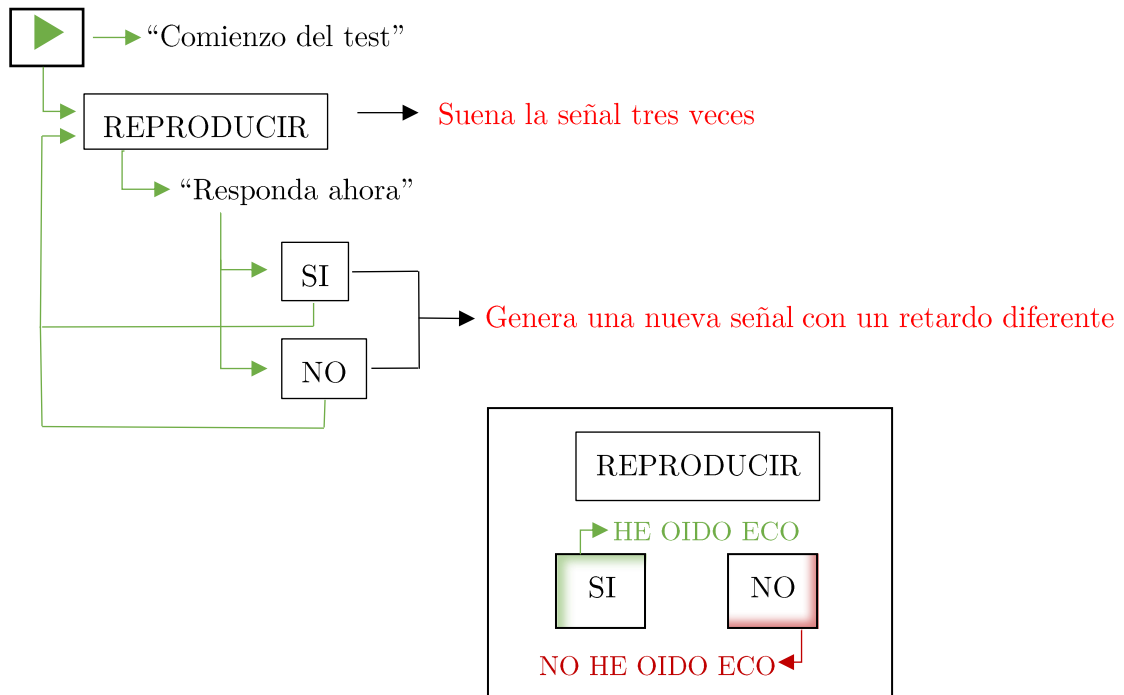 “Comienzo del test”
REPRODUCIR
Suena la señal tres veces
“Responda ahora”
SI
Genera una nueva señal con un retardo diferente
NO
REPRODUCIR
HE OIDO ECO
SI
NO
NO HE OIDO ECO